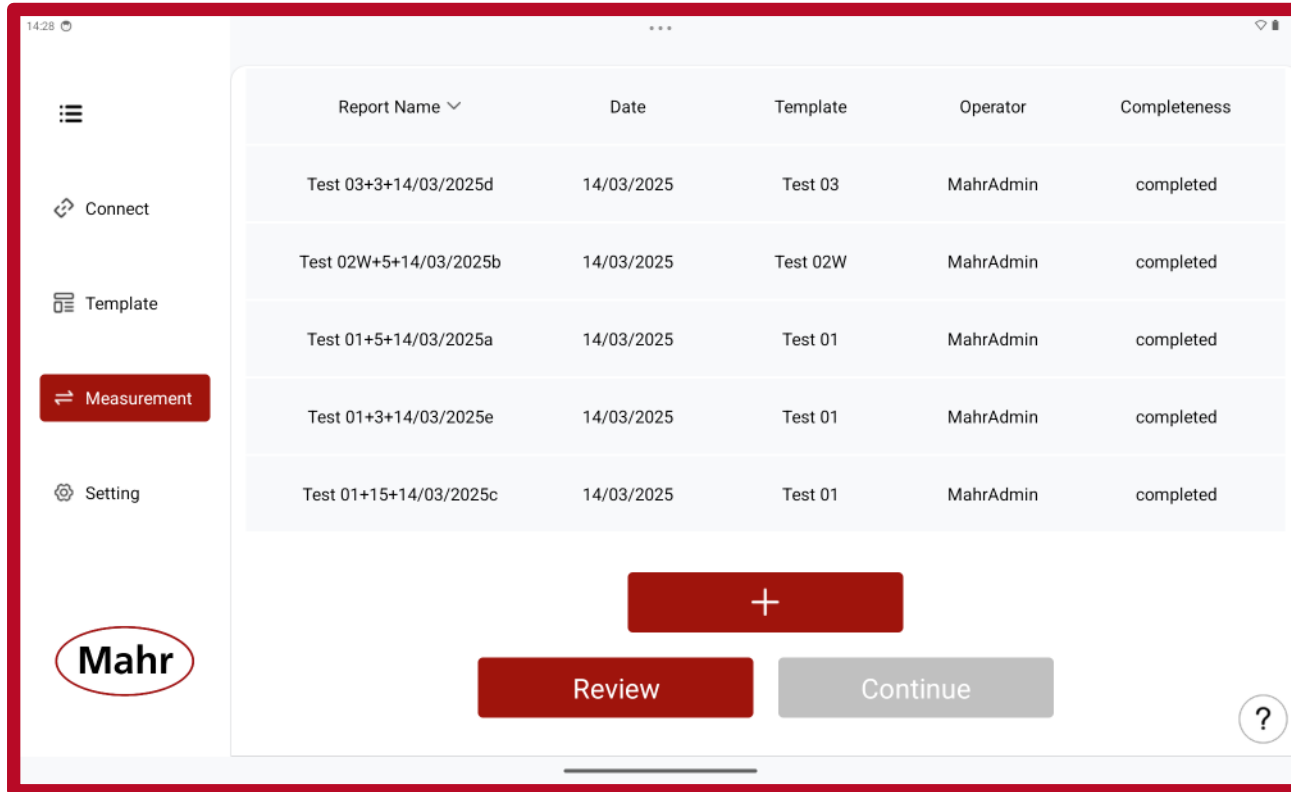 14:28
Report Name Date Template Operator Completeness
Connect
Template
Measurement
Setting
Test 03+3+14/03/2025d 14/03/2025 Test 03 MahrAdmin completed
Test 02W+5+14/03/2025b 14/03/2025 Test 02W MahrAdmin completed
Test 01+5+14/03/2025a 14/03/2025 Test 01 MahrAdmin completed
Test 01+3+14/03/2025e 14/03/2025 Test 01 MahrAdmin completed
Test 01+15+14/03/2025c 14/03/2025 Test 01 MahrAdmin completed
+
Review Continue
Mahr
?